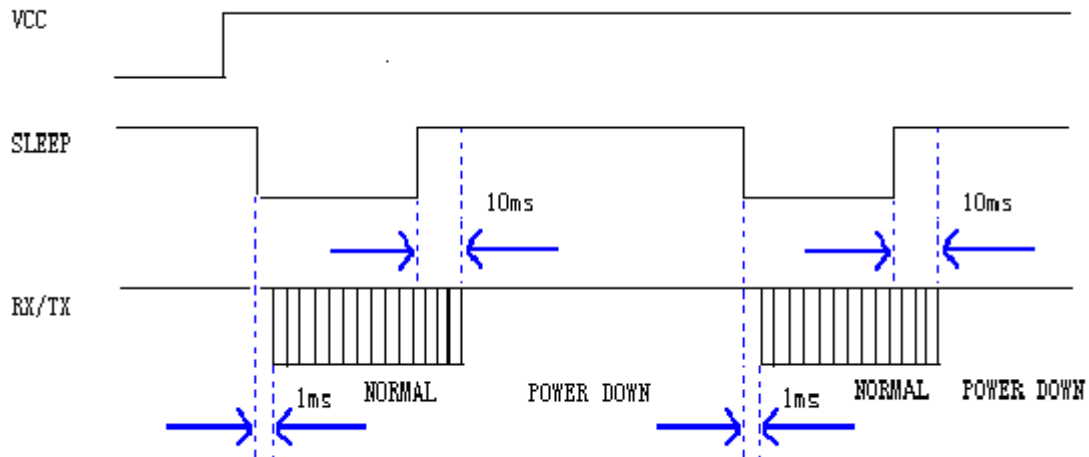 VCC
SLEEP
10ms 10ms
RX/TX
1ms NORMAL POWER DOWN 1ms NORMAL POWER DOWN